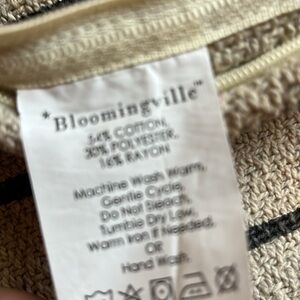 *Bloomingville™
54% COTTON,
30% POLYESTER,
16% RAYON
Machine Wash Warm,
Gentle Cycle,
Do Not Bleach,
Tumble Dry Low,
Warm Iron if Needed,
OR
Hand Wash.